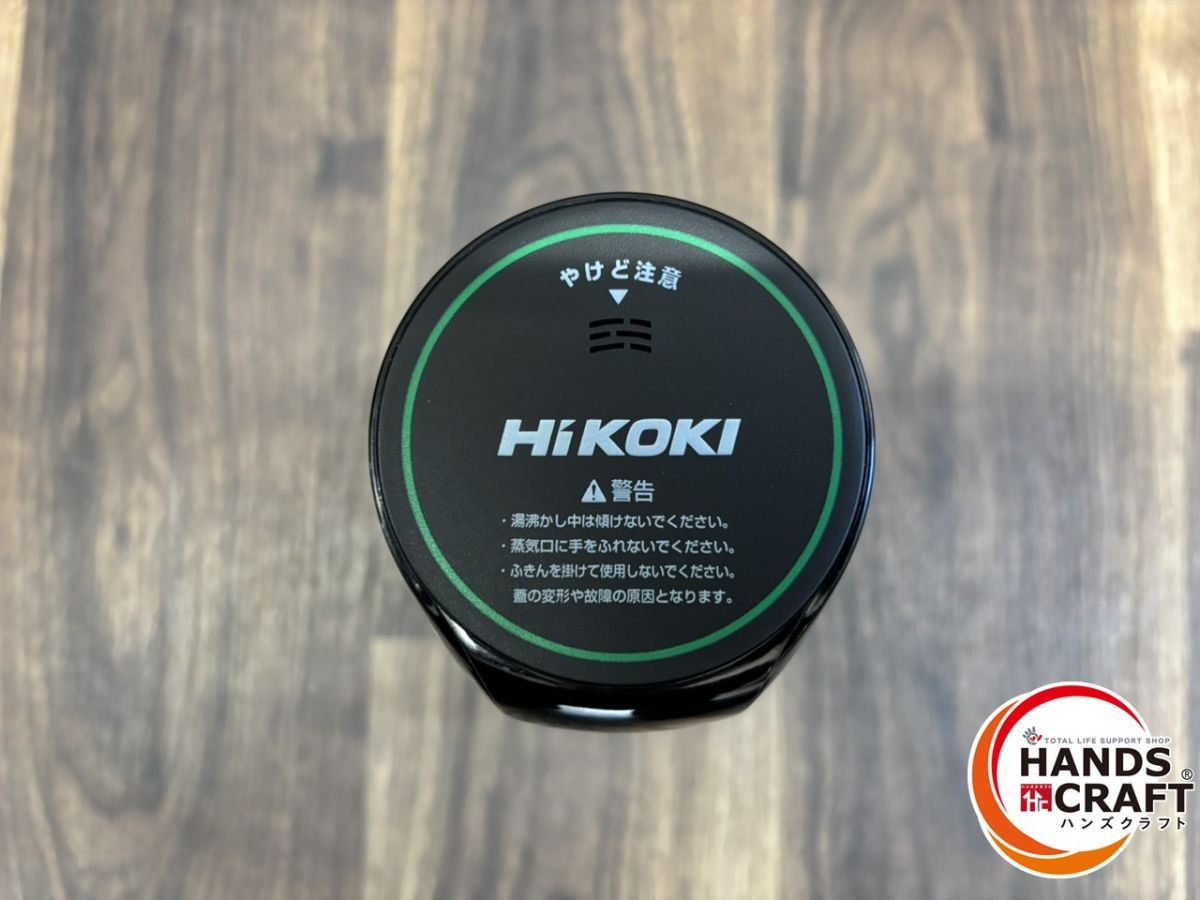 やけど注意
HiKOKI
警告
・湯沸かし中は傾けないでください。
・蒸気口に手をふれないでください。
・ふきんを掛けて使用しないでください。
蓋の変形や故障の原因となります。
TOTAL LIFE SUPPORT SHOP
HANDS
CRAFT®
ハンズクラフト